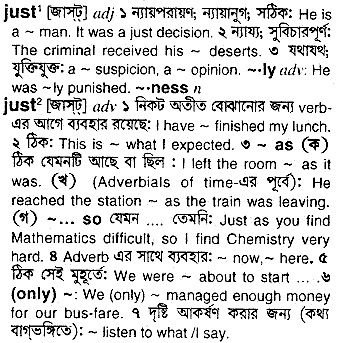 just¹ [জাস্ট্] adj ১ ন্যায়পরায়ণ; ন্যায়ানুগ; সঠিক: He is
a ~ man. It was a just decision. ২ ন্যায্য; সুবিচারপূর্ণ:
The criminal received his ~ deserts. ৩ যথাযথ;
যুক্তিযুক্ত: a ~ suspicion, a ~ opinion. ~·ly adv: He
was ~ly punished. ~·ness n
just² [জাস্ট্] adv ১ নিকট অতীত বোঝানোর জন্য verb-
এর আগে ব্যবহার রয়েছে: I have ~ finished my lunch.
২ ঠিক: This is ~ what I expected. ৩ ~ as (ক)
ঠিক যেমনটি আছে বা ছিল : I left the room ~ as it
was. (খ) (Adverbials of time-এর পূর্বে): He
reached the station ~ as the train was leaving.
(গ) ~... so যেমন .... তেমনি: Just as you find
Mathematics difficult, so I find Chemistry very
hard. ৪ Adverb এর সাথে ব্যবহার: ~ now, ~ here. ৫
ঠিক সেই মুহূর্তে: We were ~ about to start ... .৬
(only) ~: We (only) ~ managed enough money
for our bus-fare. ৭ দৃষ্টি আকর্ষণ করার জন্য (কথ্য
বাগ্‌ভঙ্গিতে): ~ listen to what /I say.